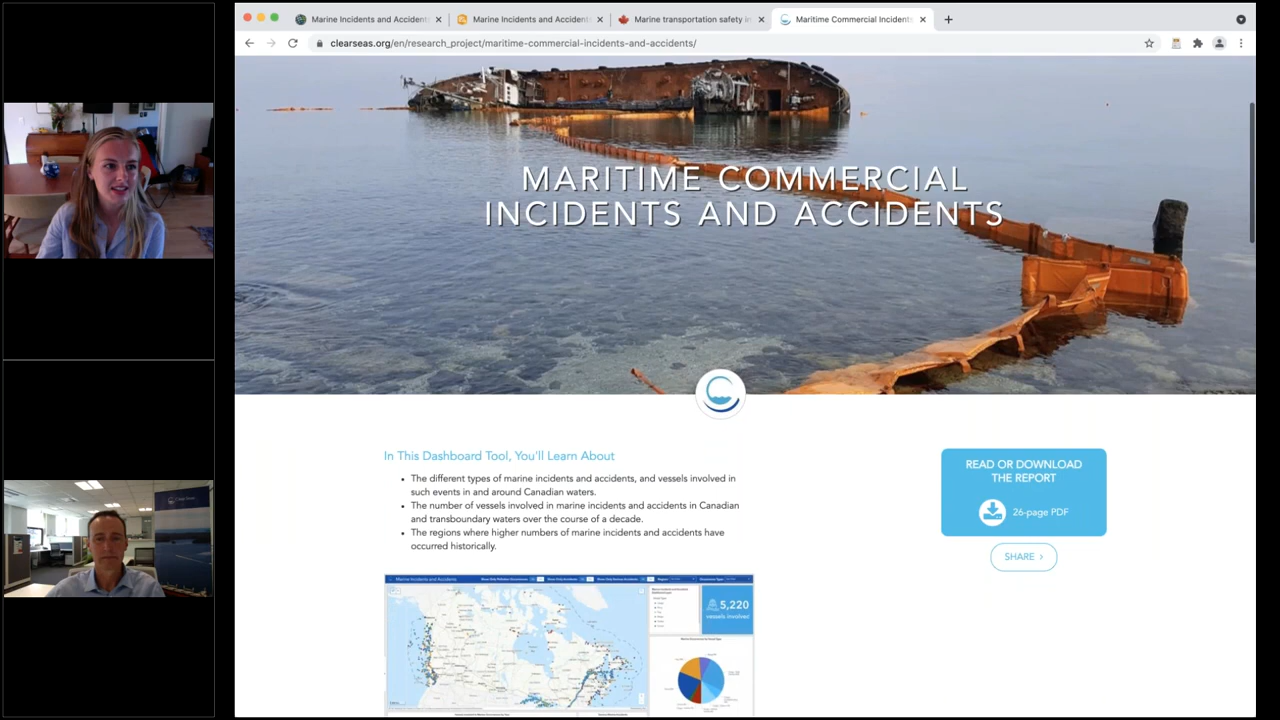 Marine Incidents and Accidents
Marine Incidents and Accident
Marine transportation safety in
Maritime Commercial Incidents
clearseas.org/en/research_project/maritime-commercial-incidents-and-accidents/
MARITIME COMMERCIAL
INCIDENTS AND ACCIDENTS
In This Dashboard Tool, You'll Learn About
The different types of marine incidents and accidents, and vessels involved in
such events in and around Canadian waters.
The number of vessels involved in marine incidents and accidents in Canadian
and transboundary waters over the course of a decade.
The regions where higher numbers of marine incidents and accidents have
occurred historically.
READ OR DOWNLOAD
THE REPORT
26-page PDF
SHARE ›
Marine Incidents and Accidents
5,220
vessels involved